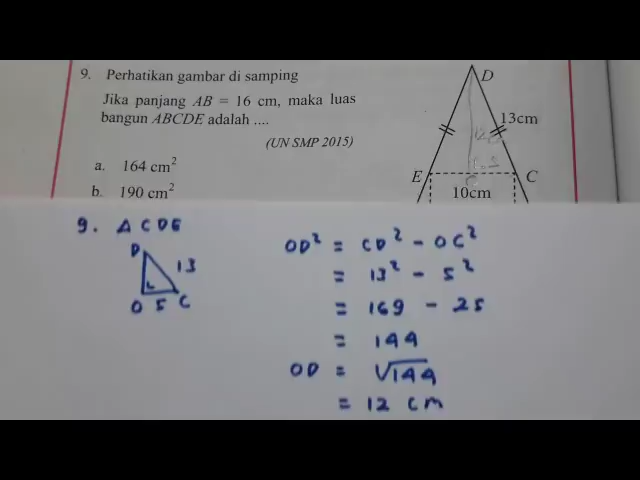 9. Perhatikan gambar di samping
Jika panjang AB = 16 cm, maka luas
bangun ABCDE adalah ....
(UN SMP 2015)
a. 164 cm²
b. 190 cm²
D
13cm
E
C
10cm
9. Δ CDE
D
13
O 5 C
OD² = CD² - OC²
= 13² - 5²
= 169 - 25
= 144
OD = √144
= 12 cm